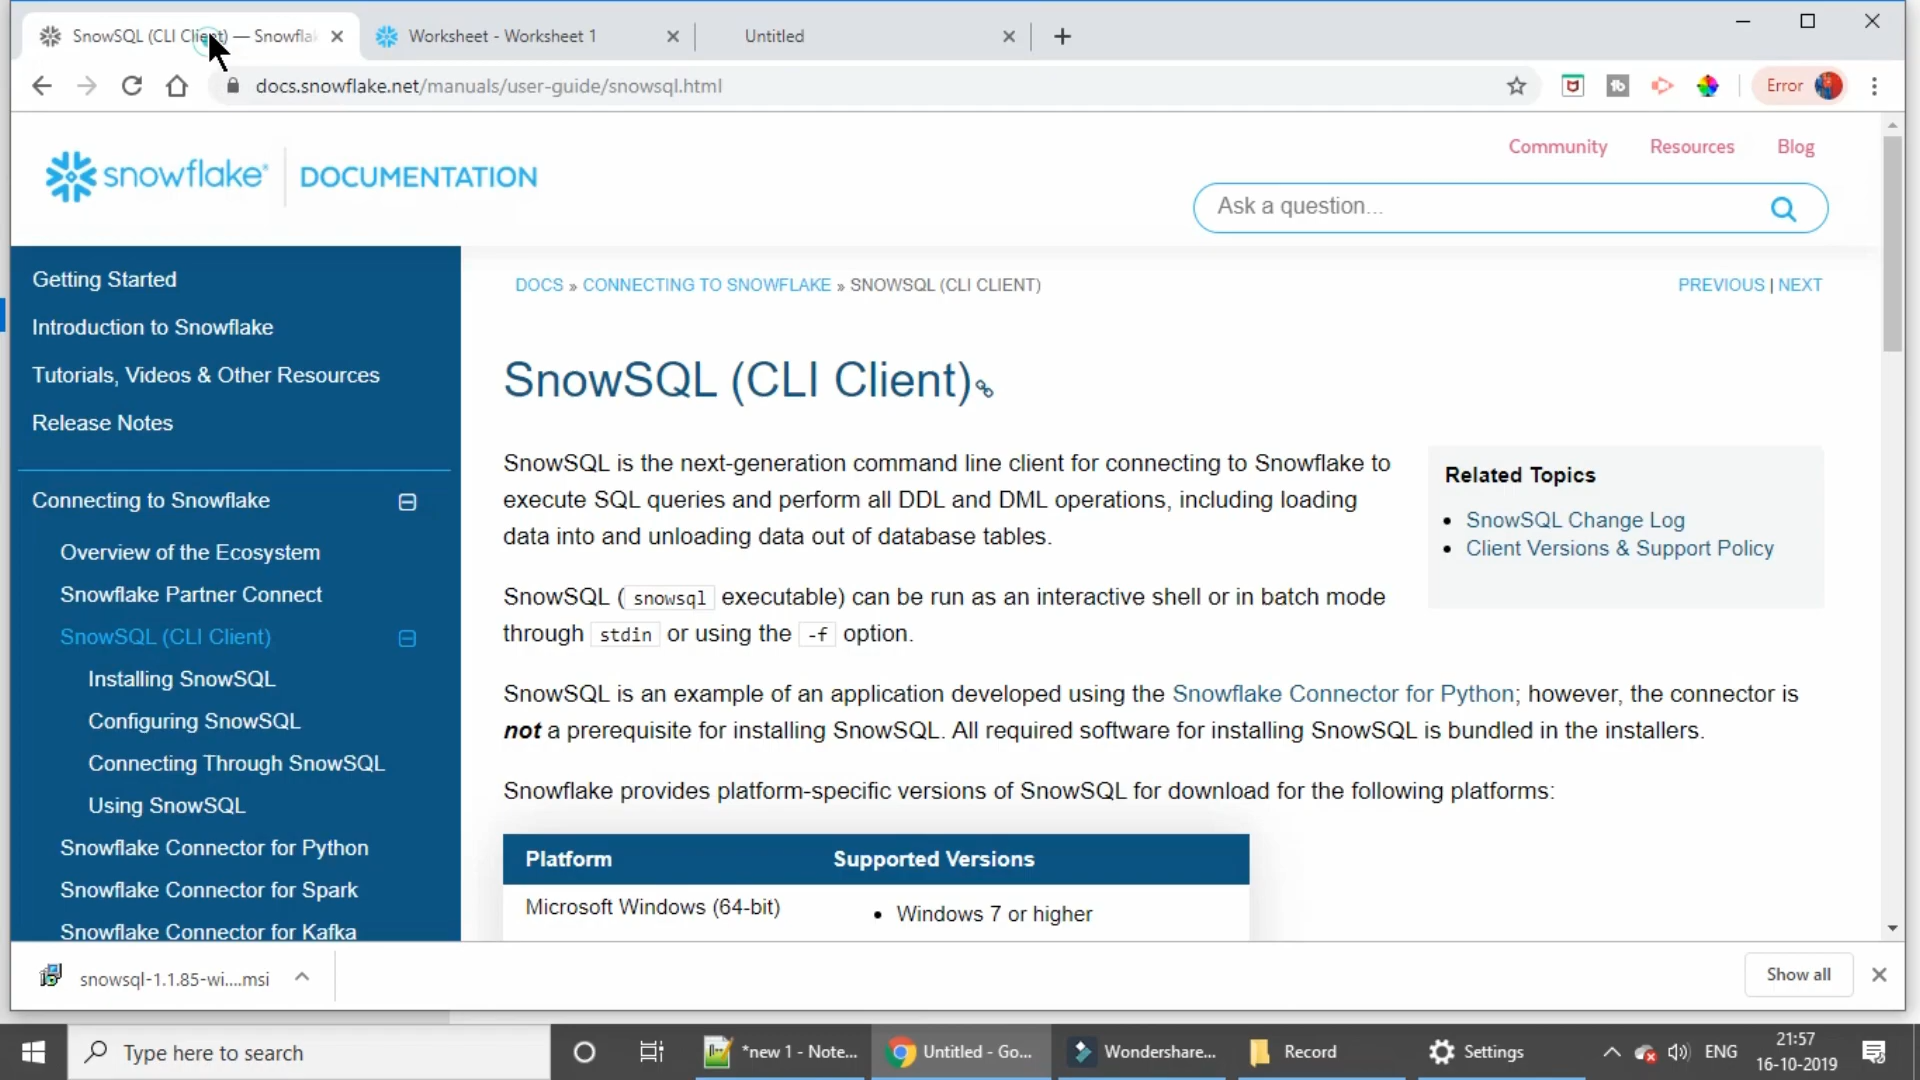 SnowSQL (CLI Client) — Snowflak
Worksheet - Worksheet 1
Untitled
docs.snowflake.net/manuals/user-guide/snowsql.html
Error
snowflake® DOCUMENTATION
Community Resources Blog
Ask a question...
Getting Started
Introduction to Snowflake
Tutorials, Videos & Other Resources
Release Notes
Connecting to Snowflake
Overview of the Ecosystem
Snowflake Partner Connect
SnowSQL (CLI Client)
Installing SnowSQL
Configuring SnowSQL
Connecting Through SnowSQL
Using SnowSQL
Snowflake Connector for Python
Snowflake Connector for Spark
Snowflake Connector for Kafka
DOCS » CONNECTING TO SNOWFLAKE » SNOWSQL (CLI CLIENT)
PREVIOUS | NEXT
SnowSQL (CLI Client)
SnowSQL is the next-generation command line client for connecting to Snowflake to
execute SQL queries and perform all DDL and DML operations, including loading
data into and unloading data out of database tables.
Related Topics
• SnowSQL Change Log
• Client Versions & Support Policy
SnowSQL ( snowsql executable) can be run as an interactive shell or in batch mode
through stdin or using the -f option.
SnowSQL is an example of an application developed using the Snowflake Connector for Python; however, the connector is
not a prerequisite for installing SnowSQL. All required software for installing SnowSQL is bundled in the installers.
Snowflake provides platform-specific versions of SnowSQL for download for the following platforms:
Platform Supported Versions
Microsoft Windows (64-bit) • Windows 7 or higher
snowsql-1.1.85-wi....msi
Show all
Type here to search
*new 1 - Note...
Untitled - Go...
Wondershare...
Record
Settings
ENG
21:57
16-10-2019